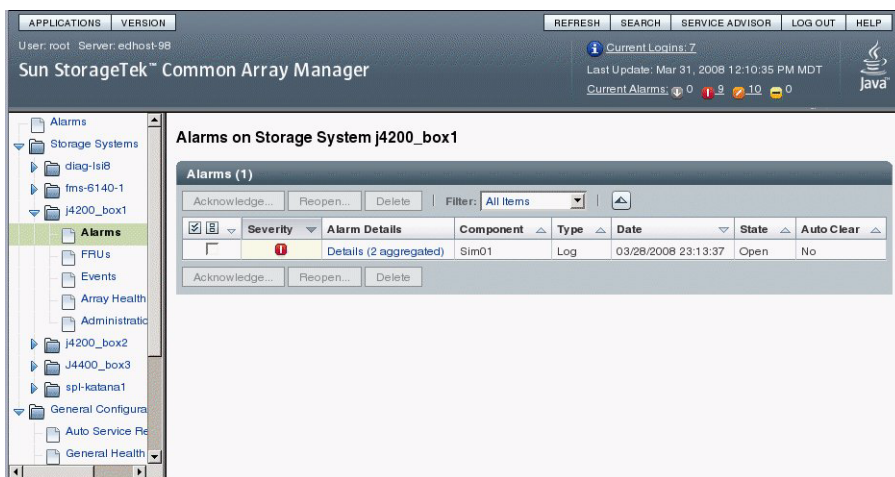 APPLICATIONS VERSION REFRESH SEARCH SERVICE ADVISOR LOG OUT HELP
User: root Server: edhost-98
Sun StorageTek™ Common Array Manager
Current Logins: 7
Last Update: Mar 31, 2008 12:10:35 PM MDT
Current Alarms: 0 9 10 0
Java™
Alarms
Storage Systems
diag-lsi8
fms-6140-1
j4200_box1
Alarms
FRUs
Events
Array Health
Administratio
j4200_box2
J4400_box3
spl-katana1
General Configura
Auto Service Re
General Health
Alarms on Storage System j4200_box1
Alarms (1)
Acknowledge... Reopen... Delete Filter: All Items
Severity Alarm Details Component Type Date State Auto Clear
Details (2 aggregated) Sim01 Log 03/28/2008 23:13:37 Open No
Acknowledge... Reopen... Delete